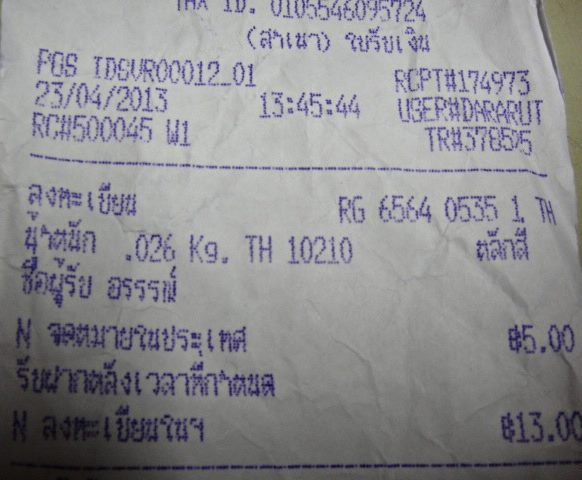 TAX ID. 0105546095724
(สำเนา) ใบรับเงิน
POS ID@SVR00012_01 RCPT#174973
23/04/2013 13:45:44 USER#DARARUT
RC#500045 W1 TR#378595
ลงทะเบียน RG 6564 0535 1 TH
น้ำหนัก .026 Kg. TH 10210 หลักสี่
ชื่อผู้รับ อรรรพ์
N จดหมายในประเทศ ฿5.00
รับฝากหลังเวลาที่กำหนด
N ลงทะเบียนในฯ ฿13.00